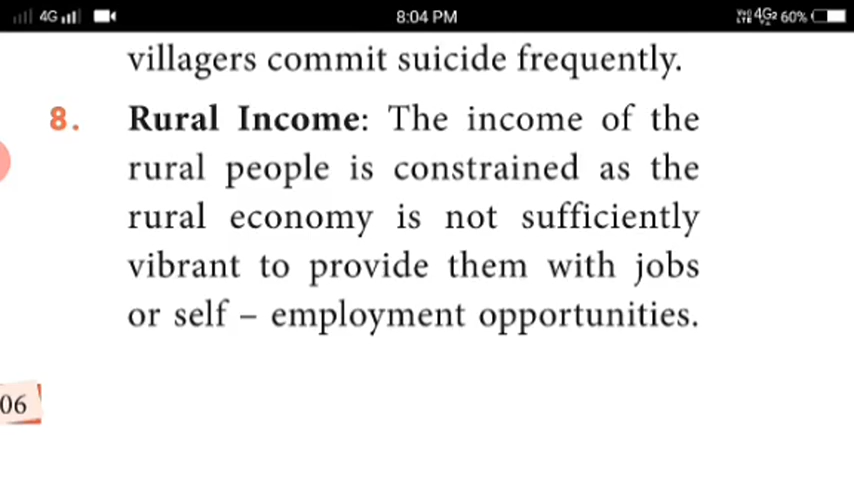 4G 8:04 PM 4G2 60%
villagers commit suicide frequently.
8. Rural Income: The income of the
rural people is constrained as the
rural economy is not sufficiently
vibrant to provide them with jobs
or self – employment opportunities.
06